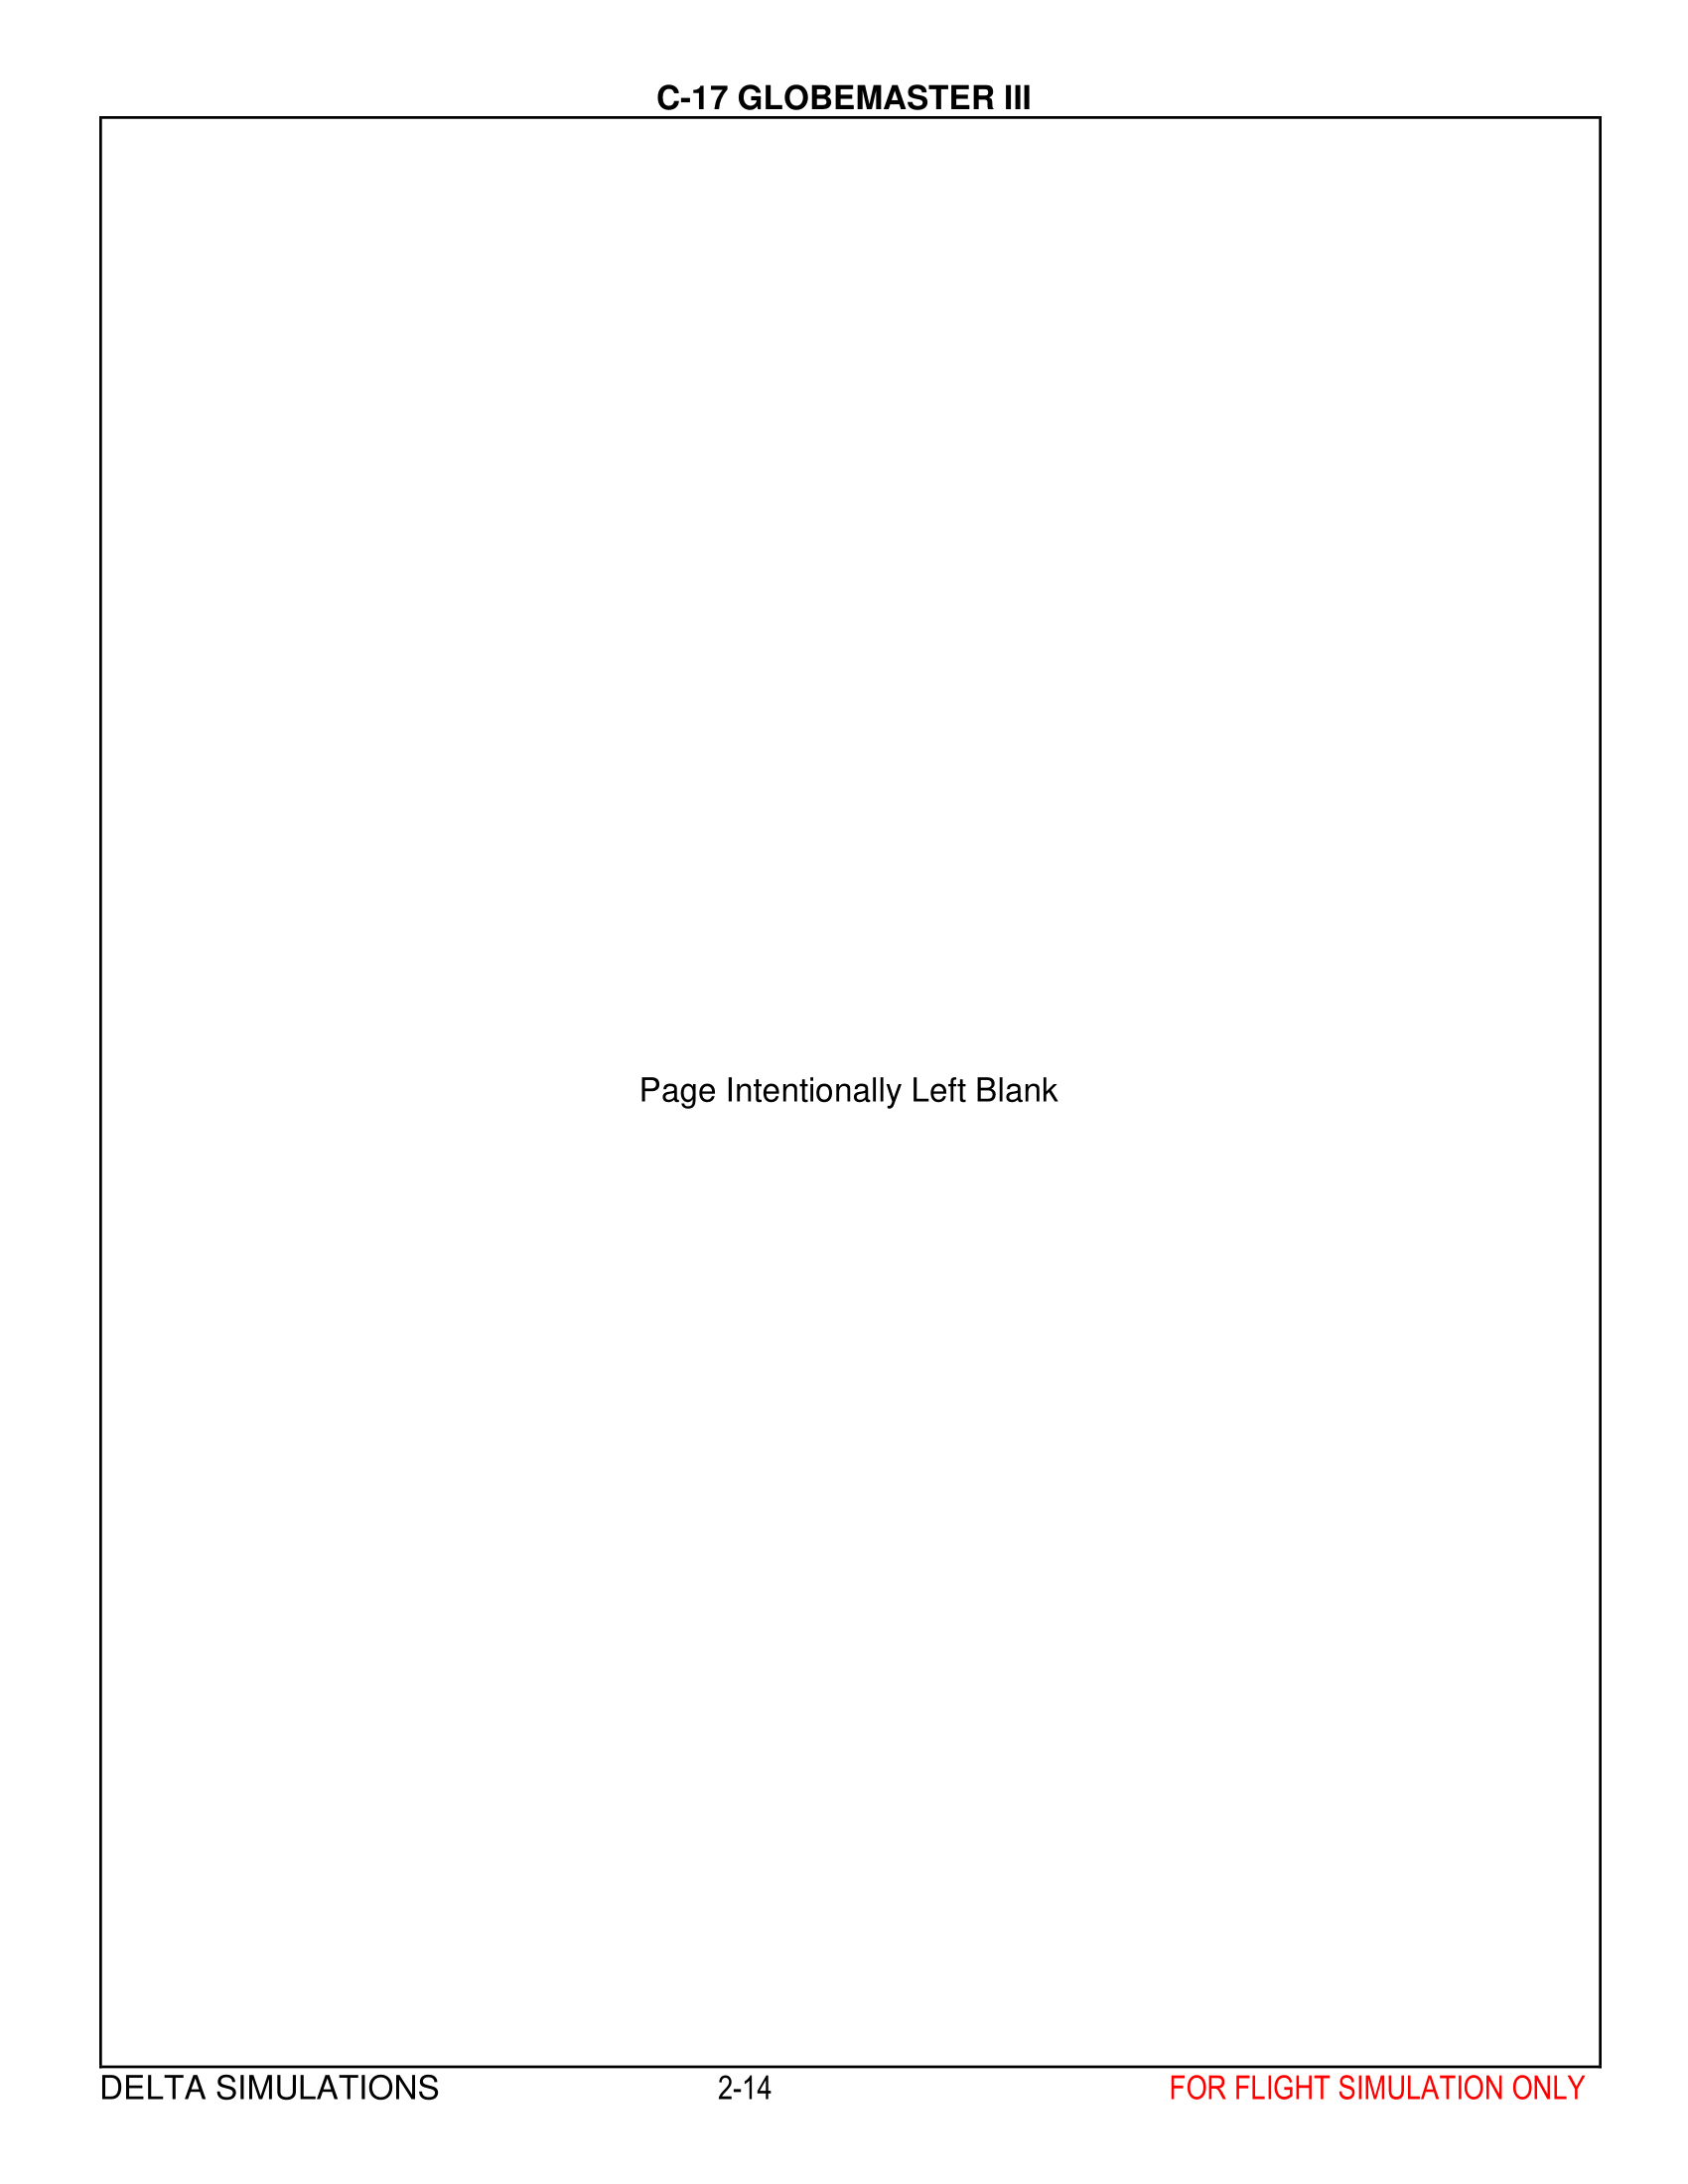 C-17 GLOBEMASTER III
Page Intentionally Left Blank
DELTA SIMULATIONS 2-14 FOR FLIGHT SIMULATION ONLY